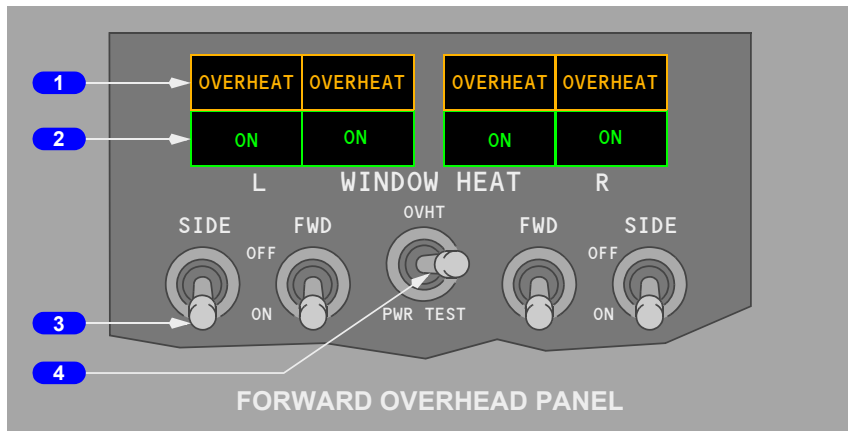 1 OVERHEAT OVERHEAT OVERHEAT OVERHEAT
2 ON ON ON ON
L WINDOW HEAT R
OVHT
SIDE FWD FWD SIDE
OFF OFF
3 ON PWR TEST ON
4
FORWARD OVERHEAD PANEL